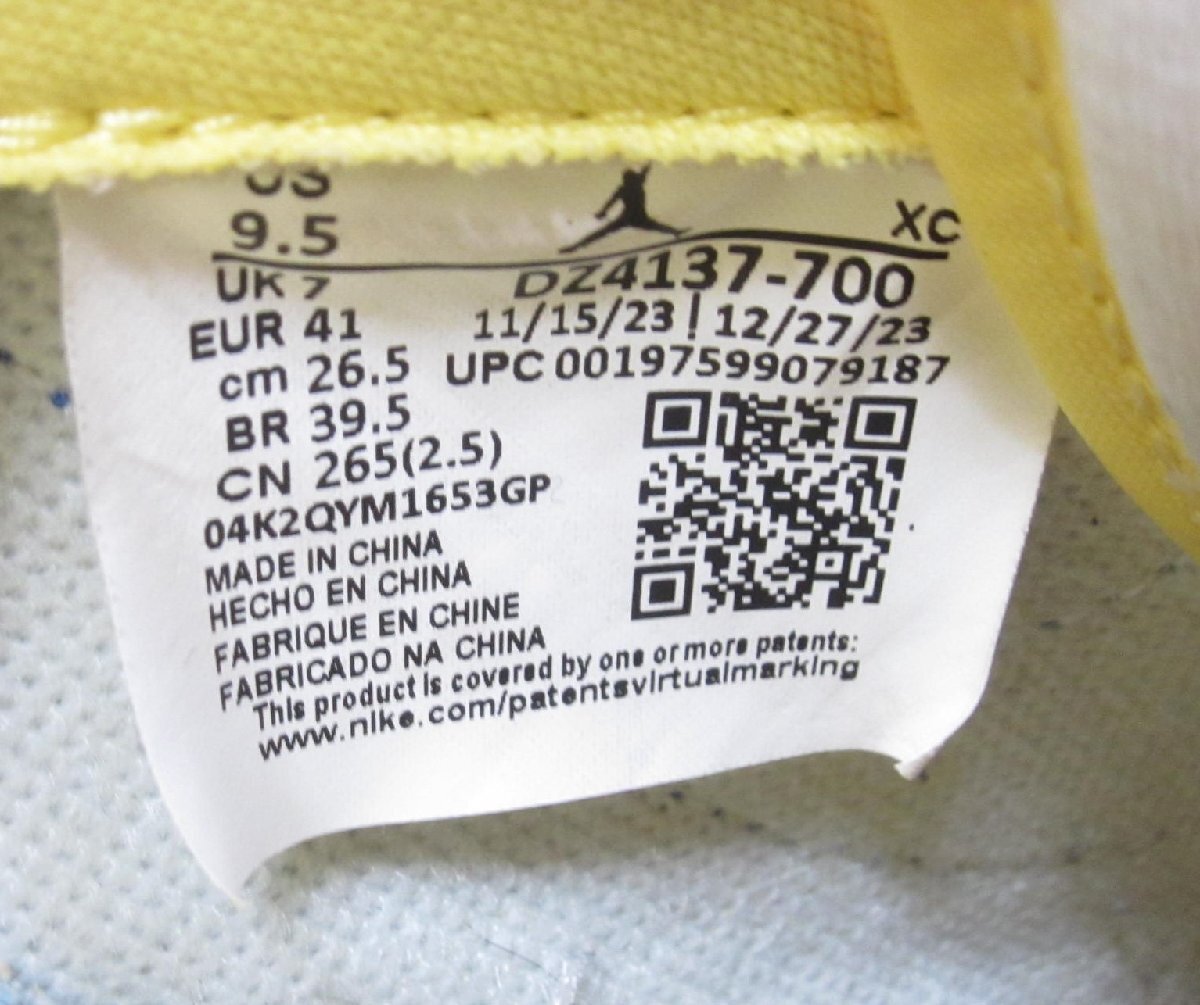 US
XC
9.5
UK 7
DZ4137-700
EUR 41
11/15/23 | 12/27/23
cm 26.5
UPC 00197599079187
BR 39.5
CN 265(2.5)
04K2QYM1653GP
MADE IN CHINA
HECHO EN CHINA
FABRIQUE EN CHINE
FABRICADO NA CHINA
This product is covered by one or more patents:
www.nike.com/patentsvirtualmarking